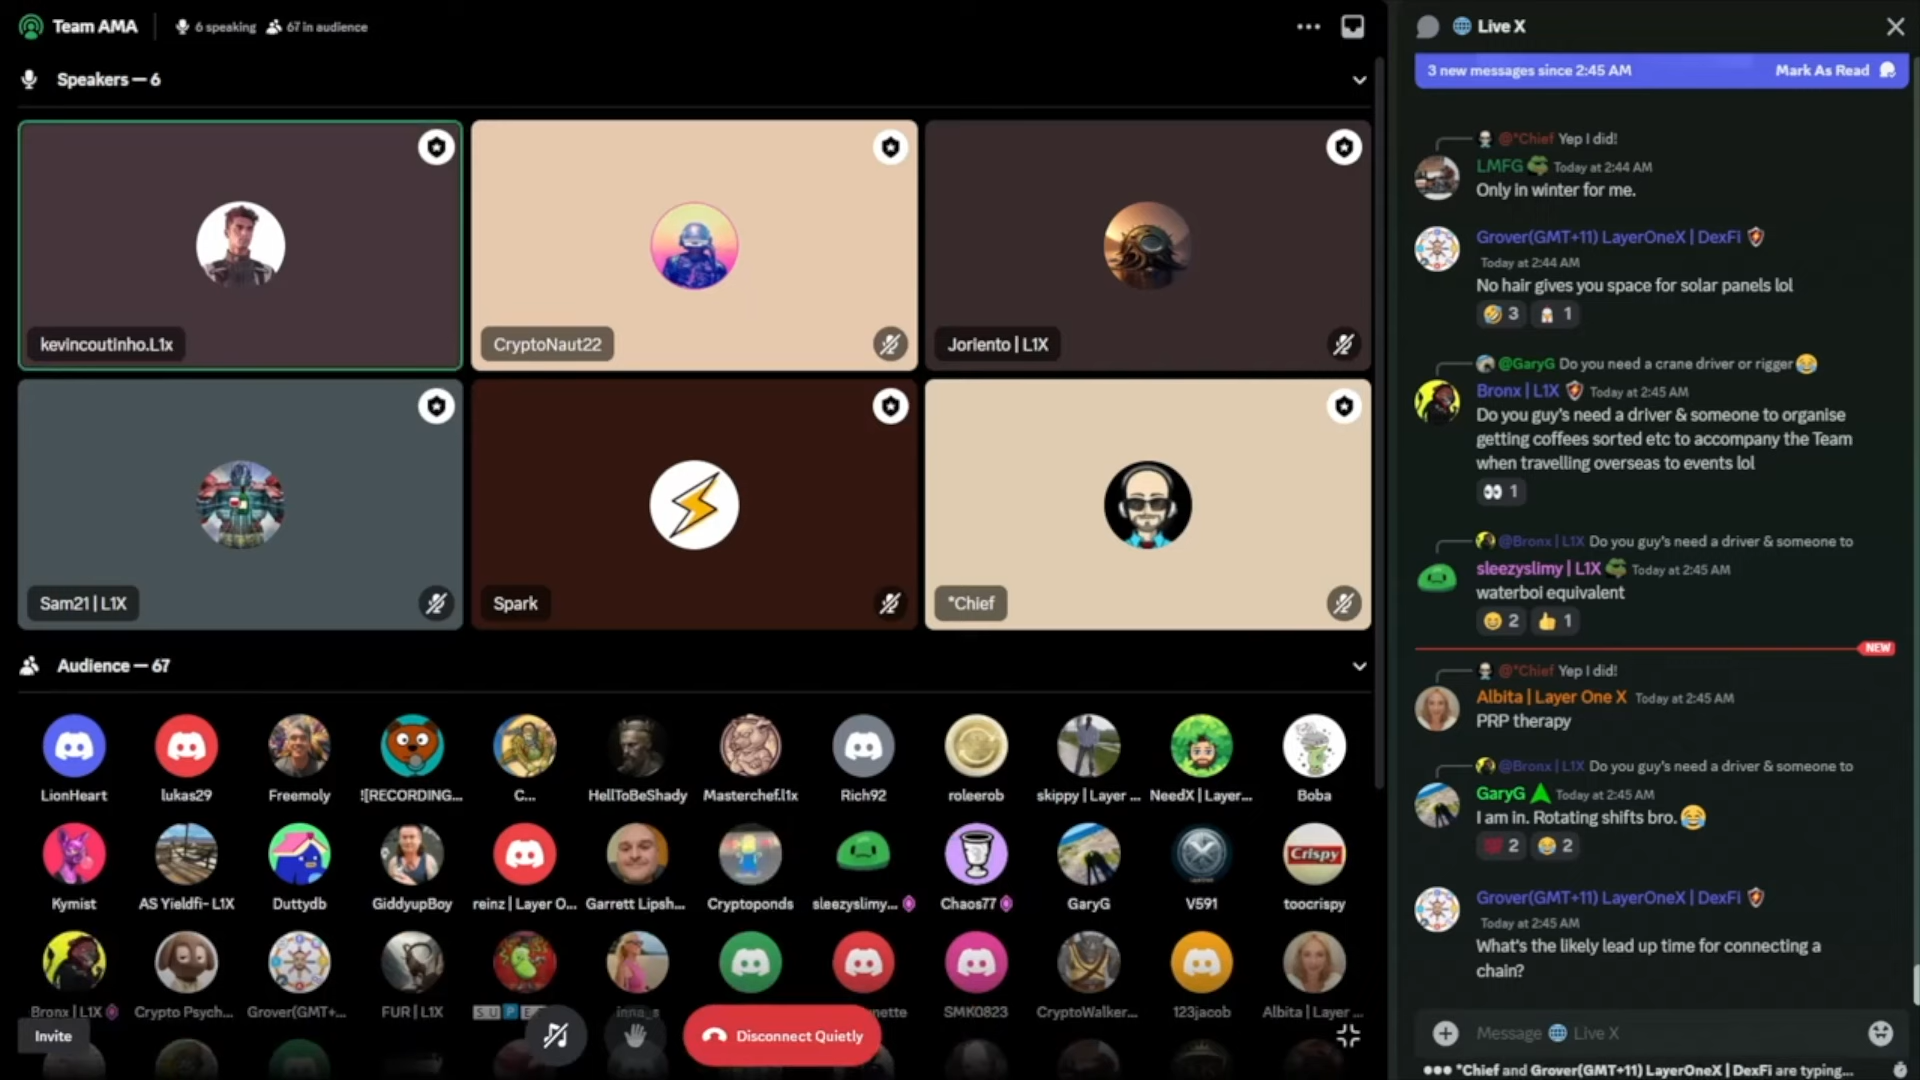 Team AMA
6 speaking
67 in audience
Speakers — 6
kevincoutinho.L1x
CryptoNaut22
Joriento | L1X
Sam21 | L1X
Spark
*Chief
Audience — 67
LionHeart
lukas29
Freemoly
![RECORDING...
C...
HellToBeShady
Masterchef.l1x
Rich92
roleerob
skippy | Layer ...
NeedX | Layer...
Boba
Kymist
AS Yieldfi- L1X
Duttydb
GiddyupBoy
reinz | Layer O...
Garrett Lipsh...
Cryptoponds
sleezyslimy...
Chaos77
GaryG
V591
Crispy
toocrispy
Bronx | L1X
Crypto Psych...
Grover(GMT+...
FUR | L1X
SMK0823
CryptoWalker...
123jacob
Albita | Layer ...
Invite
Disconnect Quietly
Live X
3 new messages since 2:45 AM
Mark As Read
@*Chief Yep I did!
LMFG Today at 2:44 AM
Only in winter for me.
Grover(GMT+11) LayerOneX | DexFi
Today at 2:44 AM
No hair gives you space for solar panels lol
3 1
@GaryG Do you need a crane driver or rigger
Bronx | L1X Today at 2:45 AM
Do you guy's need a driver & someone to organise
getting coffees sorted etc to accompany the Team
when travelling overseas to events lol
1
@Bronx | L1X Do you guy's need a driver & someone to
sleezyslimy | L1X Today at 2:45 AM
waterboi equivalent
2 1
NEW
@*Chief Yep I did!
Albita | Layer One X Today at 2:45 AM
PRP therapy
@Bronx | L1X Do you guy's need a driver & someone to
GaryG Today at 2:45 AM
I am in. Rotating shifts bro.
2 2
Grover(GMT+11) LayerOneX | DexFi
Today at 2:45 AM
What's the likely lead up time for connecting a
chain?
Message Live X
*Chief and Grover(GMT+11) LayerOneX | DexFi are typing...